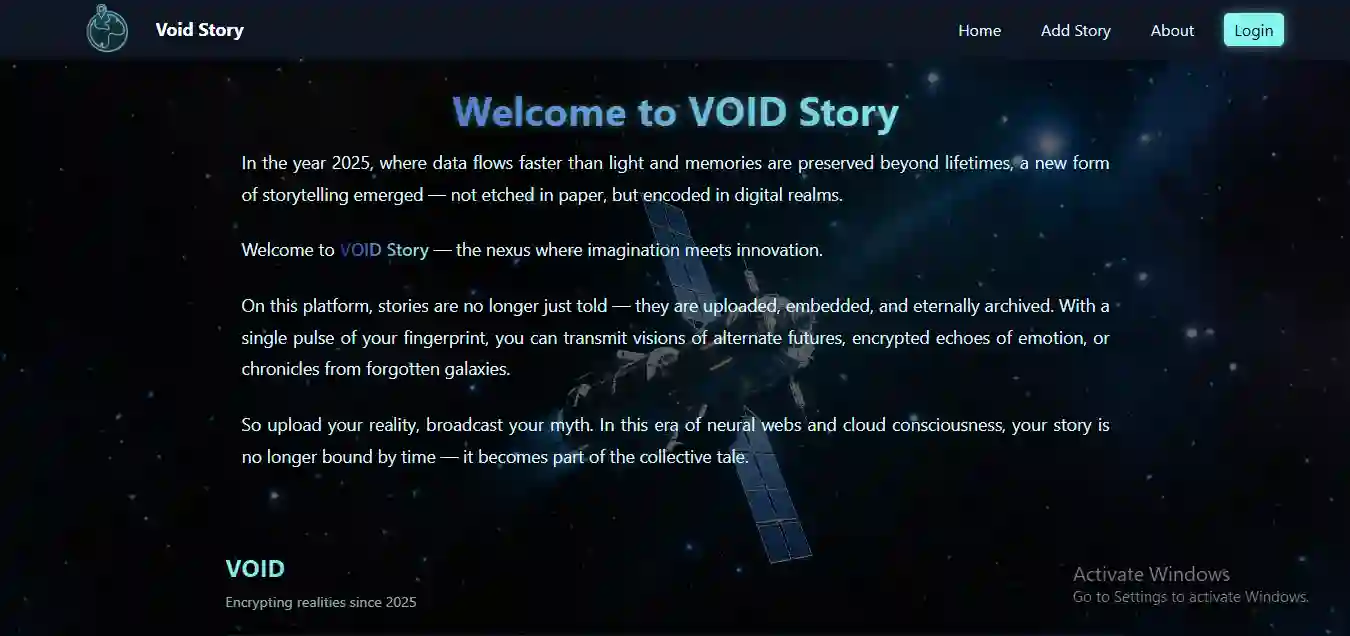 Void Story
Home
Add Story
About
Login
Welcome to VOID Story
In the year 2025, where data flows faster than light and memories are preserved beyond lifetimes, a new form
of storytelling emerged — not etched in paper, but encoded in digital realms.
Welcome to VOID Story — the nexus where imagination meets innovation.
On this platform, stories are no longer just told — they are uploaded, embedded, and eternally archived. With a
single pulse of your fingerprint, you can transmit visions of alternate futures, encrypted echoes of emotion, or
chronicles from forgotten galaxies.
So upload your reality, broadcast your myth. In this era of neural webs and cloud consciousness, your story is
no longer bound by time — it becomes part of the collective tale.
VOID
Encrypting realities since 2025
Activate Windows
Go to Settings to activate Windows.